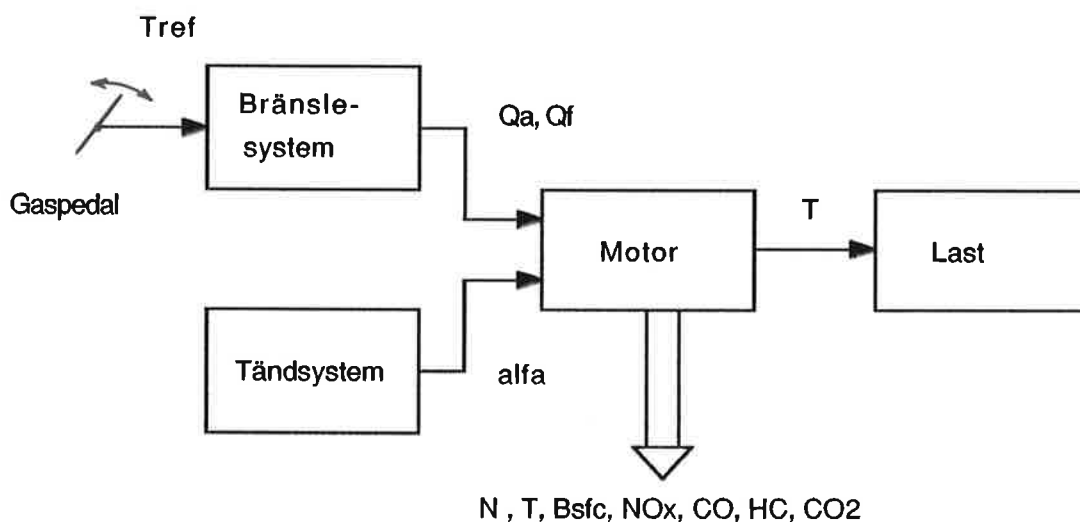 Tref
Bränsle-
system
Qa, Qf
Gaspedal
T
Motor
Last
Tändsystem
alfa
N , T, Bsfc, NOx, CO, HC, CO2